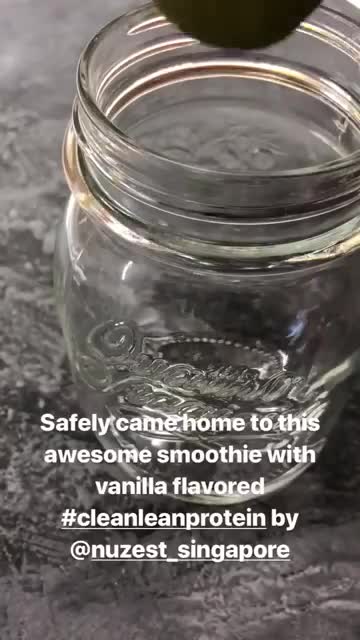 Safely came home to this
awesome smoothie with
vanilla flavored
#cleanleanprotein by
@nuzest_singapore